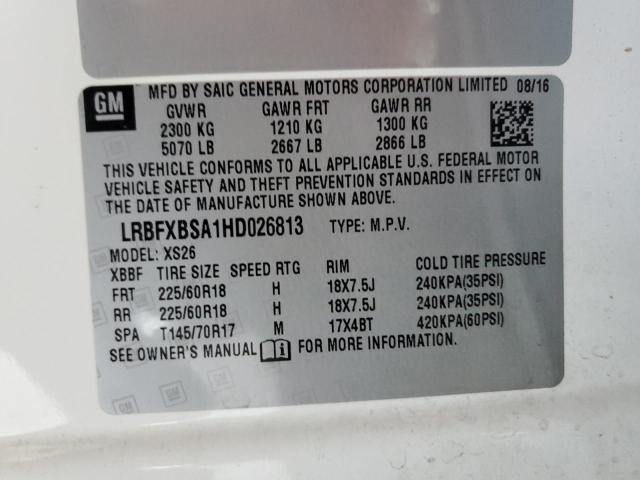 GM
MFD BY SAIC GENERAL MOTORS CORPORATION LIMITED 08/16
GVWR GAWR FRT GAWR RR
2300 KG 1210 KG 1300 KG
5070 LB 2667 LB 2866 LB
THIS VEHICLE CONFORMS TO ALL APPLICABLE U.S. FEDERAL MOTOR
VEHICLE SAFETY AND THEFT PREVENTION STANDARDS IN EFFECT ON
THE DATE OF MANUFACTURE SHOWN ABOVE.
LRBFXBSA1HD026813 TYPE: M.P.V.
MODEL: XS26
XBBF TIRE SIZE SPEED RTG RIM COLD TIRE PRESSURE
FRT 225/60R18 H 18X7.5J 240KPA(35PSI)
RR 225/60R18 H 18X7.5J 240KPA(35PSI)
SPA T145/70R17 M 17X4BT 420KPA(60PSI)
SEE OWNER'S MANUAL i FOR MORE INFORMATION.